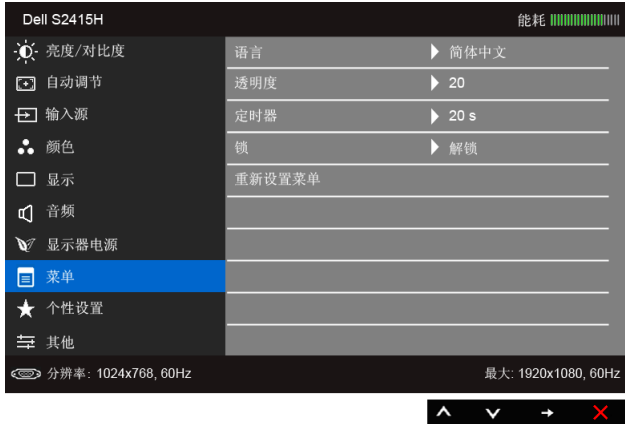 Dell S2415H 能耗
亮度/对比度 语言 简体中文
自动调节 透明度 20
输入源 定时器 20 s
颜色 锁 解锁
显示 重新设置菜单
音频
显示器电源
菜单
个性设置
其他
分辨率: 1024x768, 60Hz 最大: 1920x1080, 60Hz